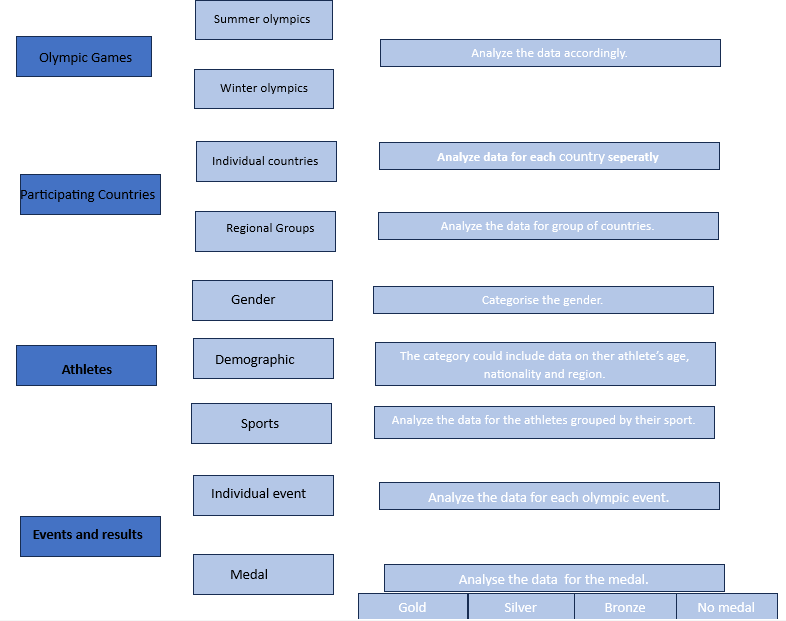 Summer olympics
Olympic Games
Analyze the data accordingly.
Winter olympics
Individual countries
Analyze data for each country seperatly
Participating Countries
Regional Groups
Analyze the data for group of countries.
Gender
Categorise the gender.
Athletes
Demographic
The category could include data on ther athlete's age,
nationality and region.
Sports
Analyze the data for the athletes grouped by their sport.
Individual event
Analyze the data for each olympic event.
Events and results
Medal
Analyse the data  for the medal.
Gold
Silver
Bronze
No medal